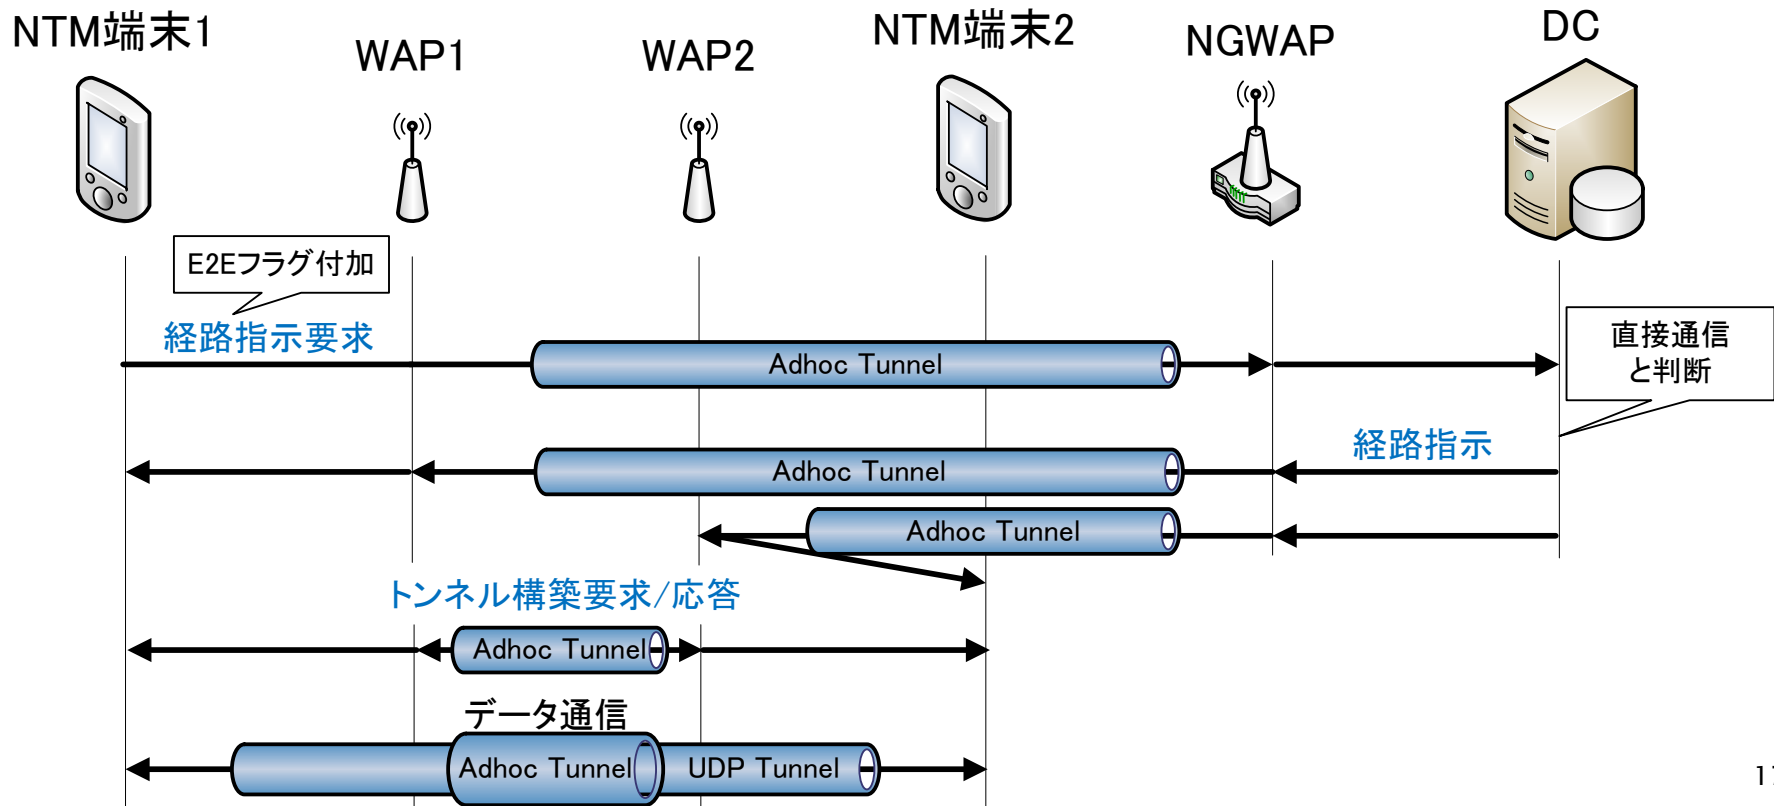 NTM端末1
WAP1
WAP2
NTM端末2
NGWAP
DC
E2Eフラグ付加
経路指示要求
Adhoc Tunnel
直接通信
と判断
経路指示
Adhoc Tunnel
Adhoc Tunnel
トンネル構築要求/応答
Adhoc Tunnel
データ通信
Adhoc Tunnel
UDP Tunnel